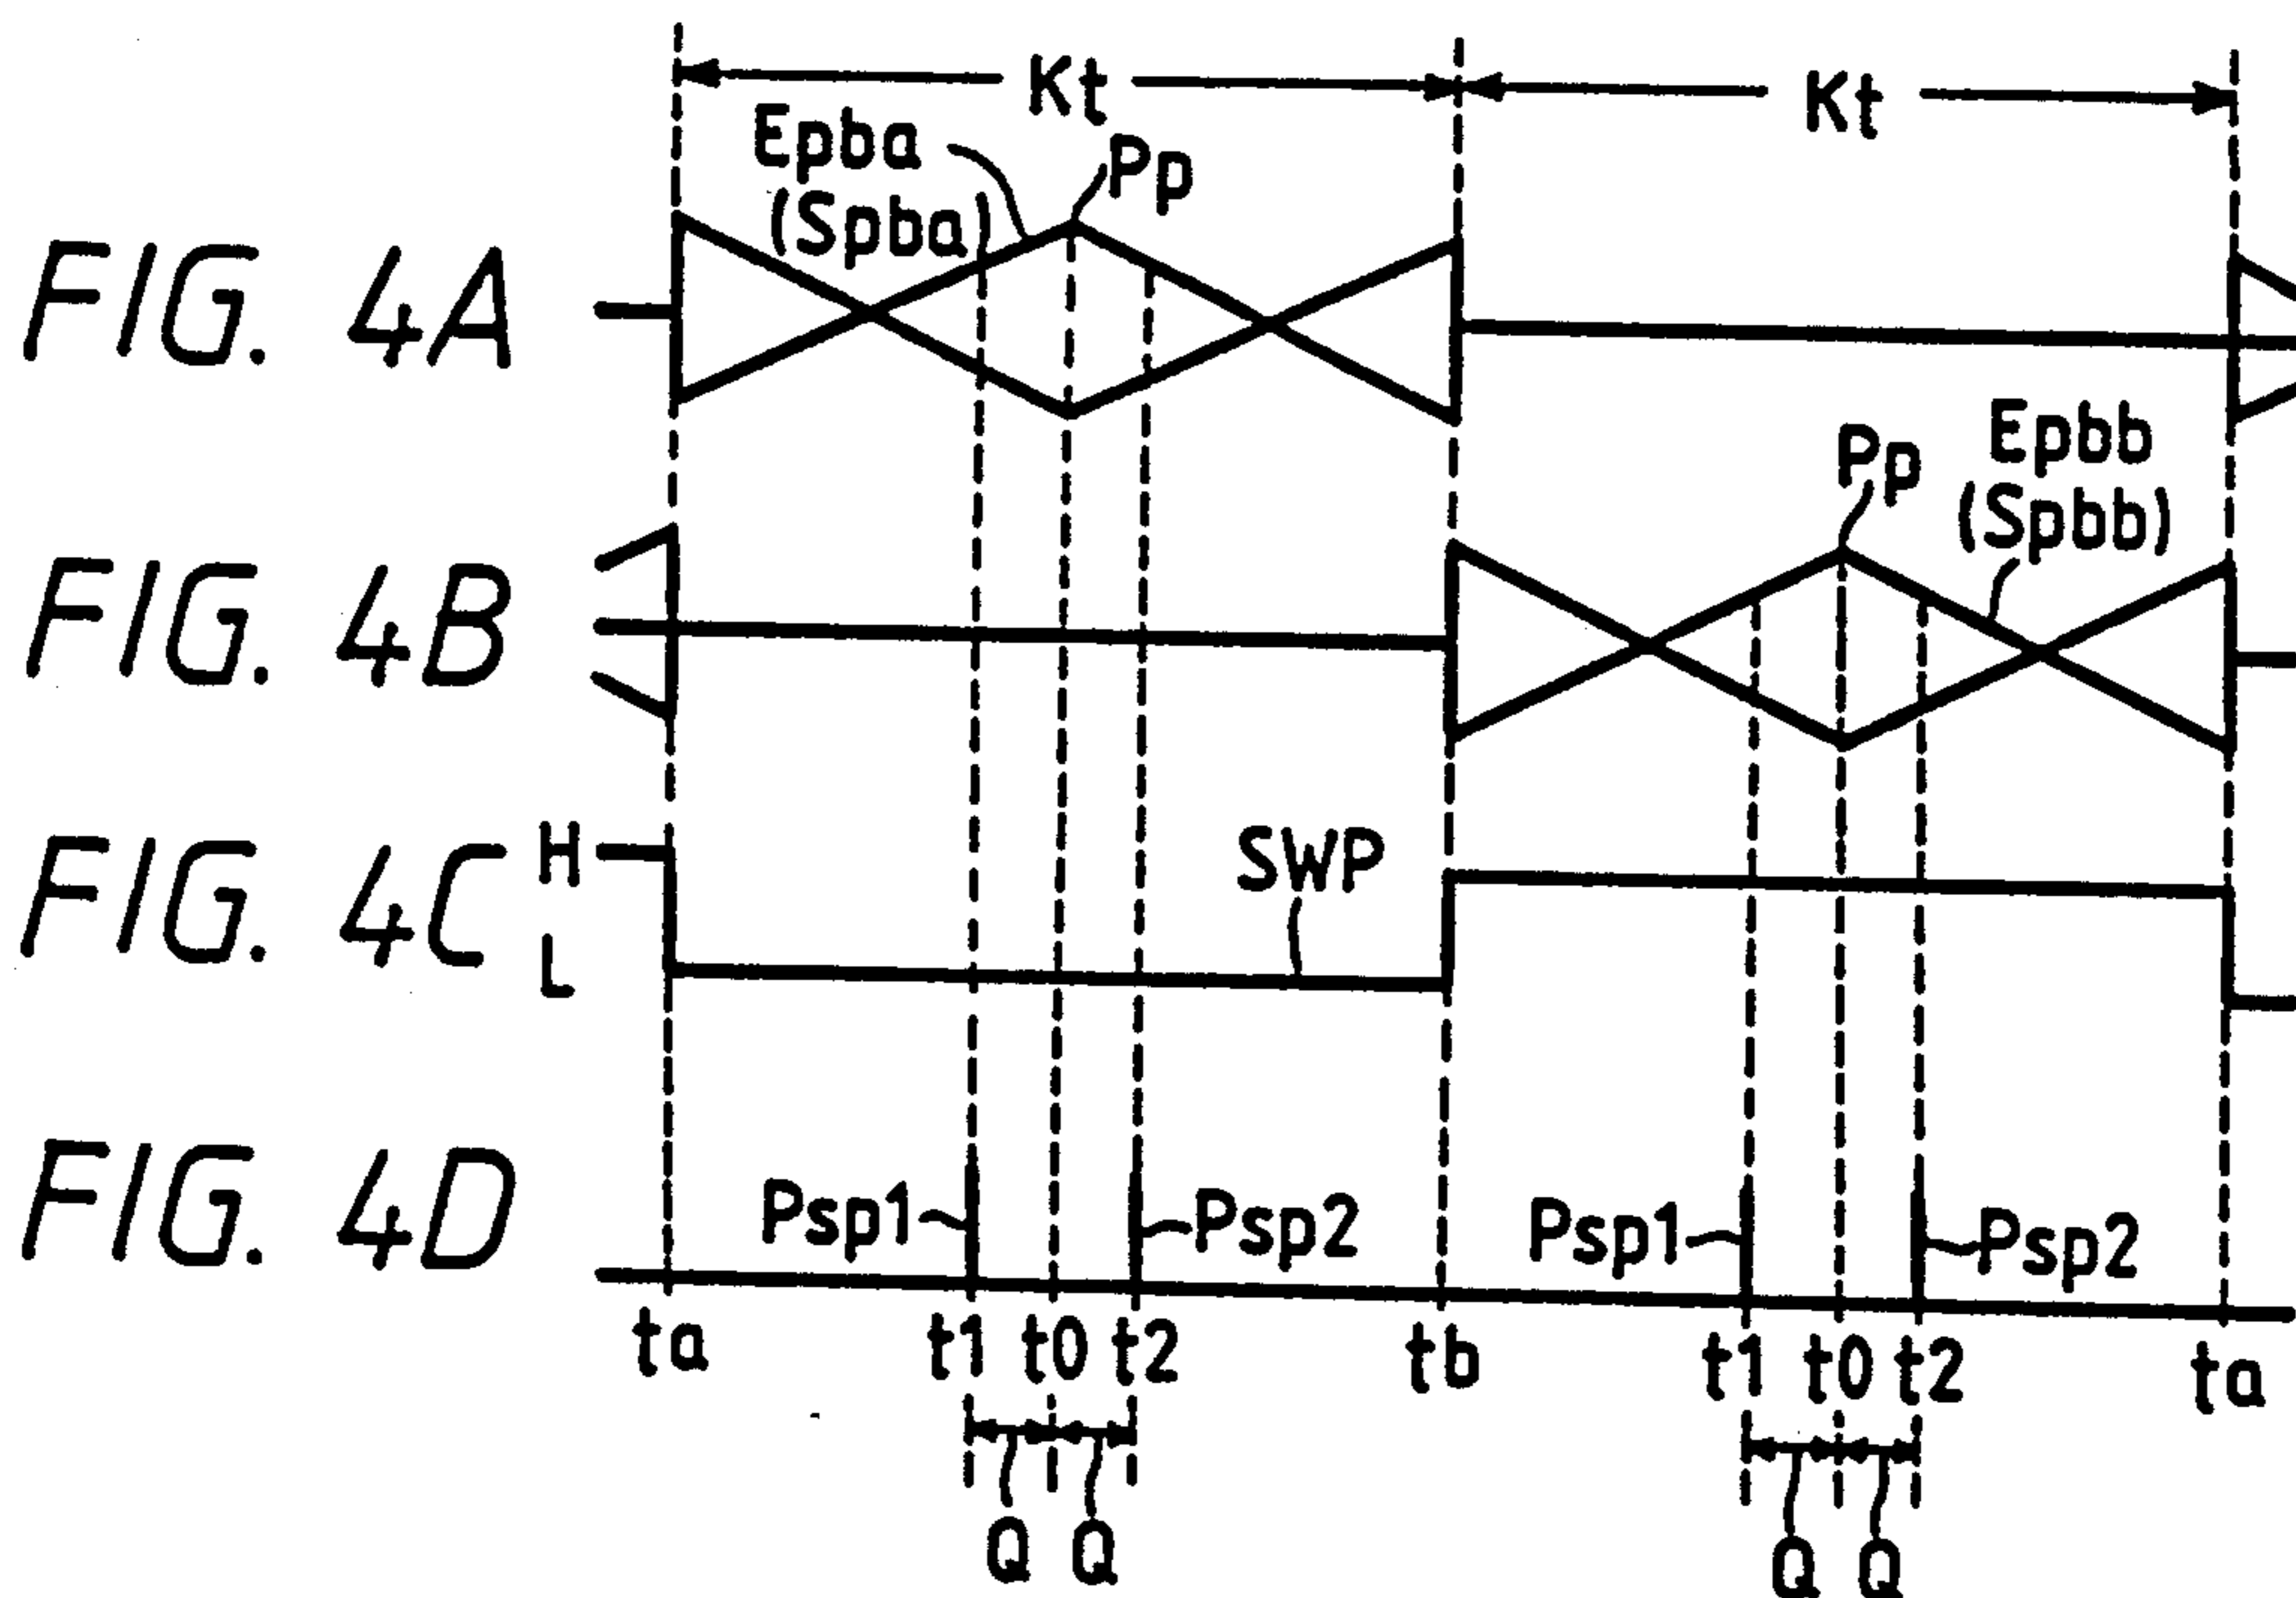 Kt Kt
Epba
(Spba)
Pp
FIG. 4A
Pp
Epbb
(Spbb)
FIG. 4B
FIG. 4C
H
L
SWP
FIG. 4D
Psp1 Psp2 Psp1 Psp2
ta t1 t0 t2 tb t1 t0 t2 ta
Q Q Q Q